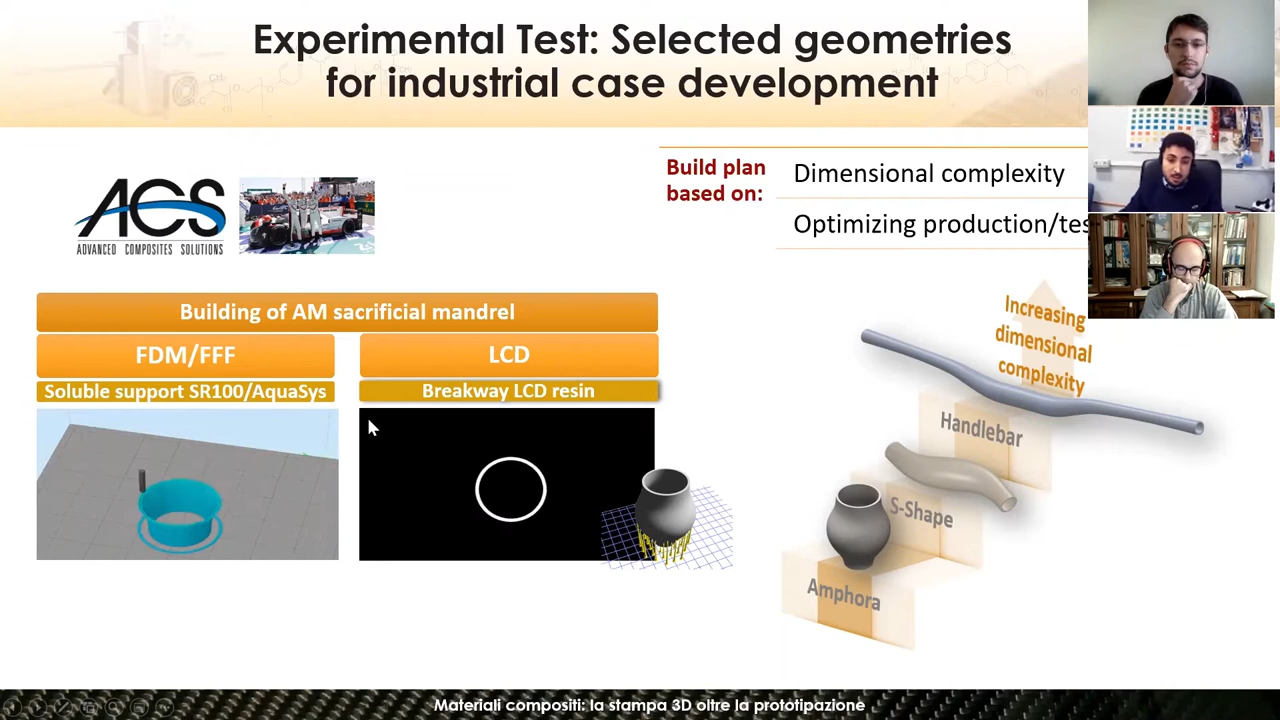 Experimental Test: Selected geometries
for industrial case development
ACS
ADVANCED COMPOSITES SOLUTIONS
Build plan
based on:
Dimensional complexity
Optimizing production/tes
Building of AM sacrificial mandrel
FDM/FFF
LCD
Soluble support SR100/AquaSys
Breakway LCD resin
Increasing
dimensional
complexity
Handlebar
S-Shape
Amphora
Materiali compositi: la stampa 3D oltre la prototipazione